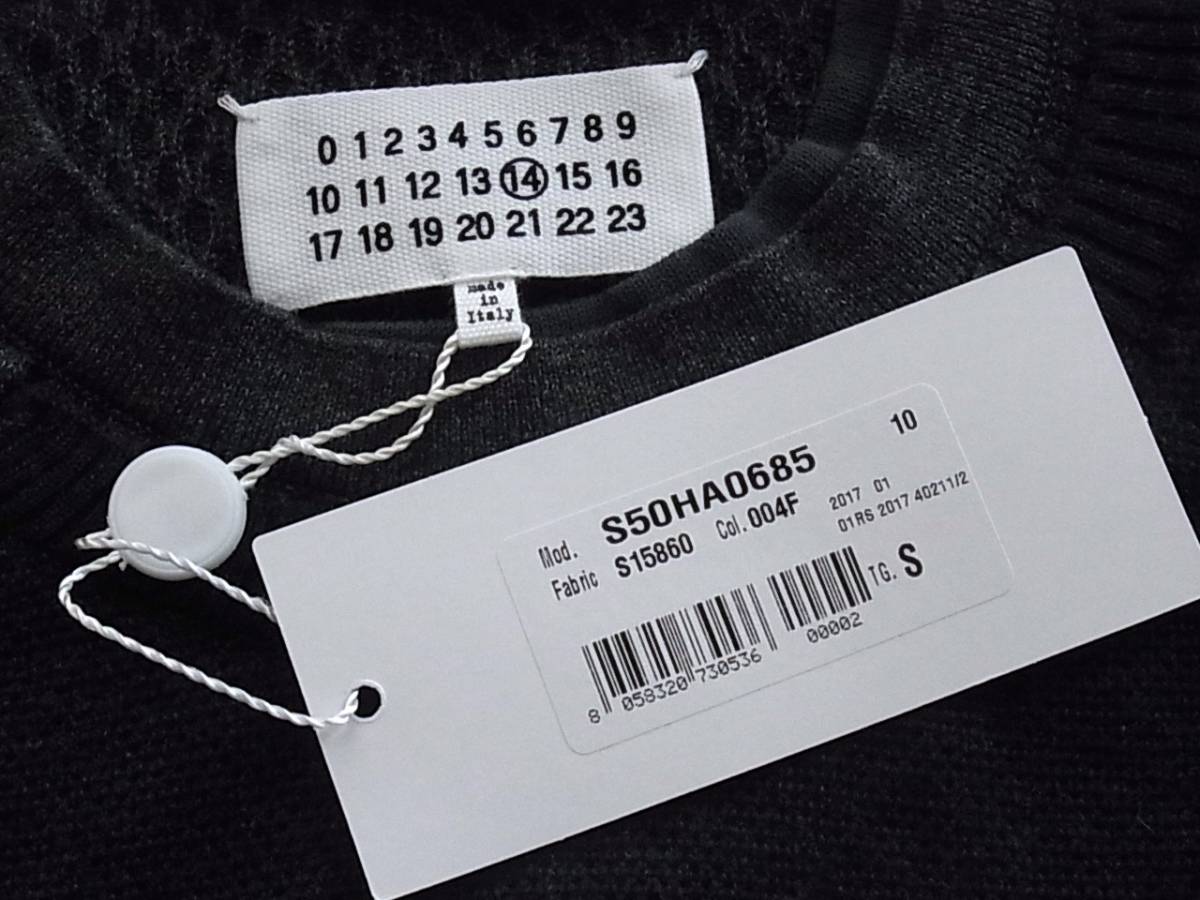 0 1 2 3 4 5 6 7 8 9
10 11 12 13 14 15 16
17 18 19 20 21 22 23
made
in
Italy
10
Mod. S50HA0685
Fabric S15860 Col. 004F 2017 01
01RS 2017 40211/2
TG. S
8 058320 730536 00002